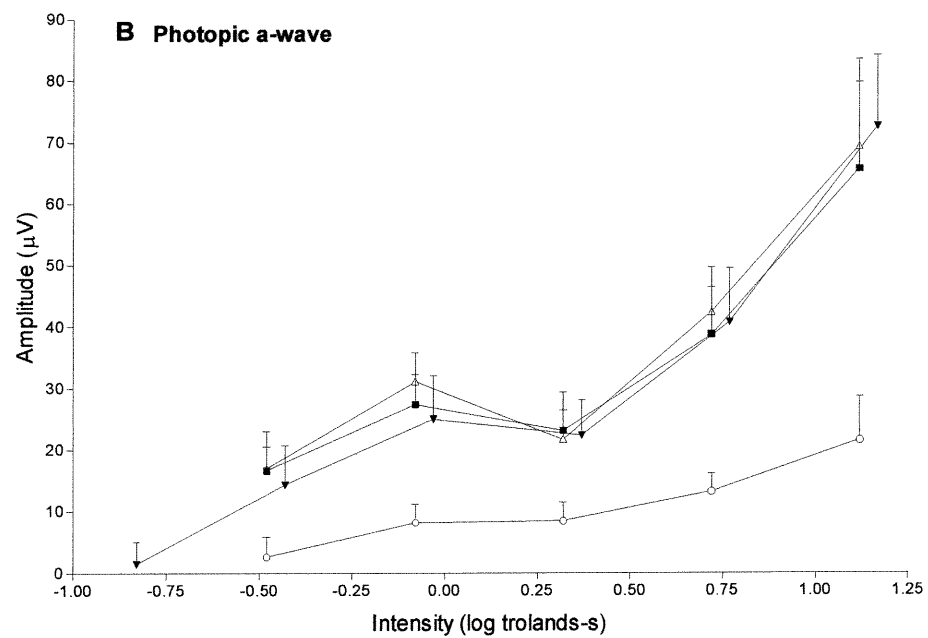 B Photopic a-wave
90
80
70
60
50
40
30
20
10
0
Amplitude (μV)
-1.00 -0.75 -0.50 -0.25 0.00 0.25 0.50 0.75 1.00 1.25
Intensity (log trolands-s)